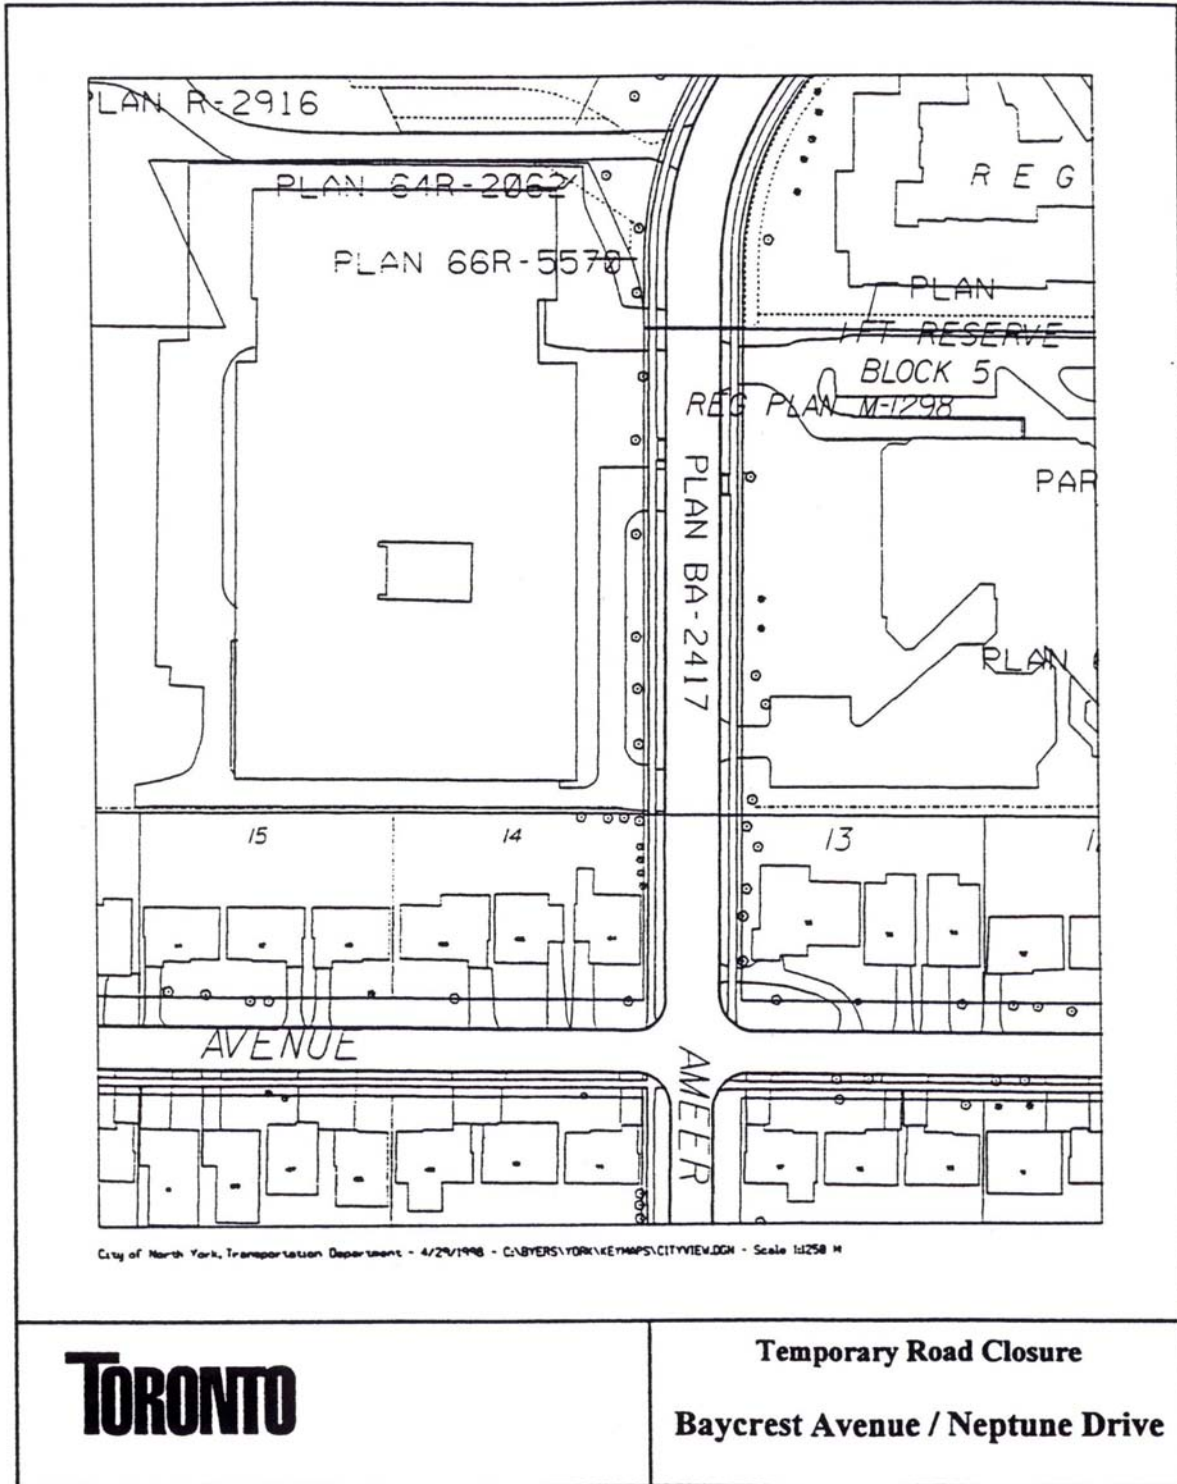 PLAN R-2916
PLAN 64R-2062
PLAN 66R-5570
R E G
PLAN
1 FT RESERVE
BLOCK 5
REG PLAN M-1298
PLAN BA-2417
PAR
PLAN
15
14
13
AVENUE
AMEER
City of North York, Transportation Department - 4/29/1998 - C:\BYERS\YORK\KEYMAPS\CITYVIEW.DGN - Scale 1:1250 M
TORONTO
Temporary Road Closure
Baycrest Avenue / Neptune Drive